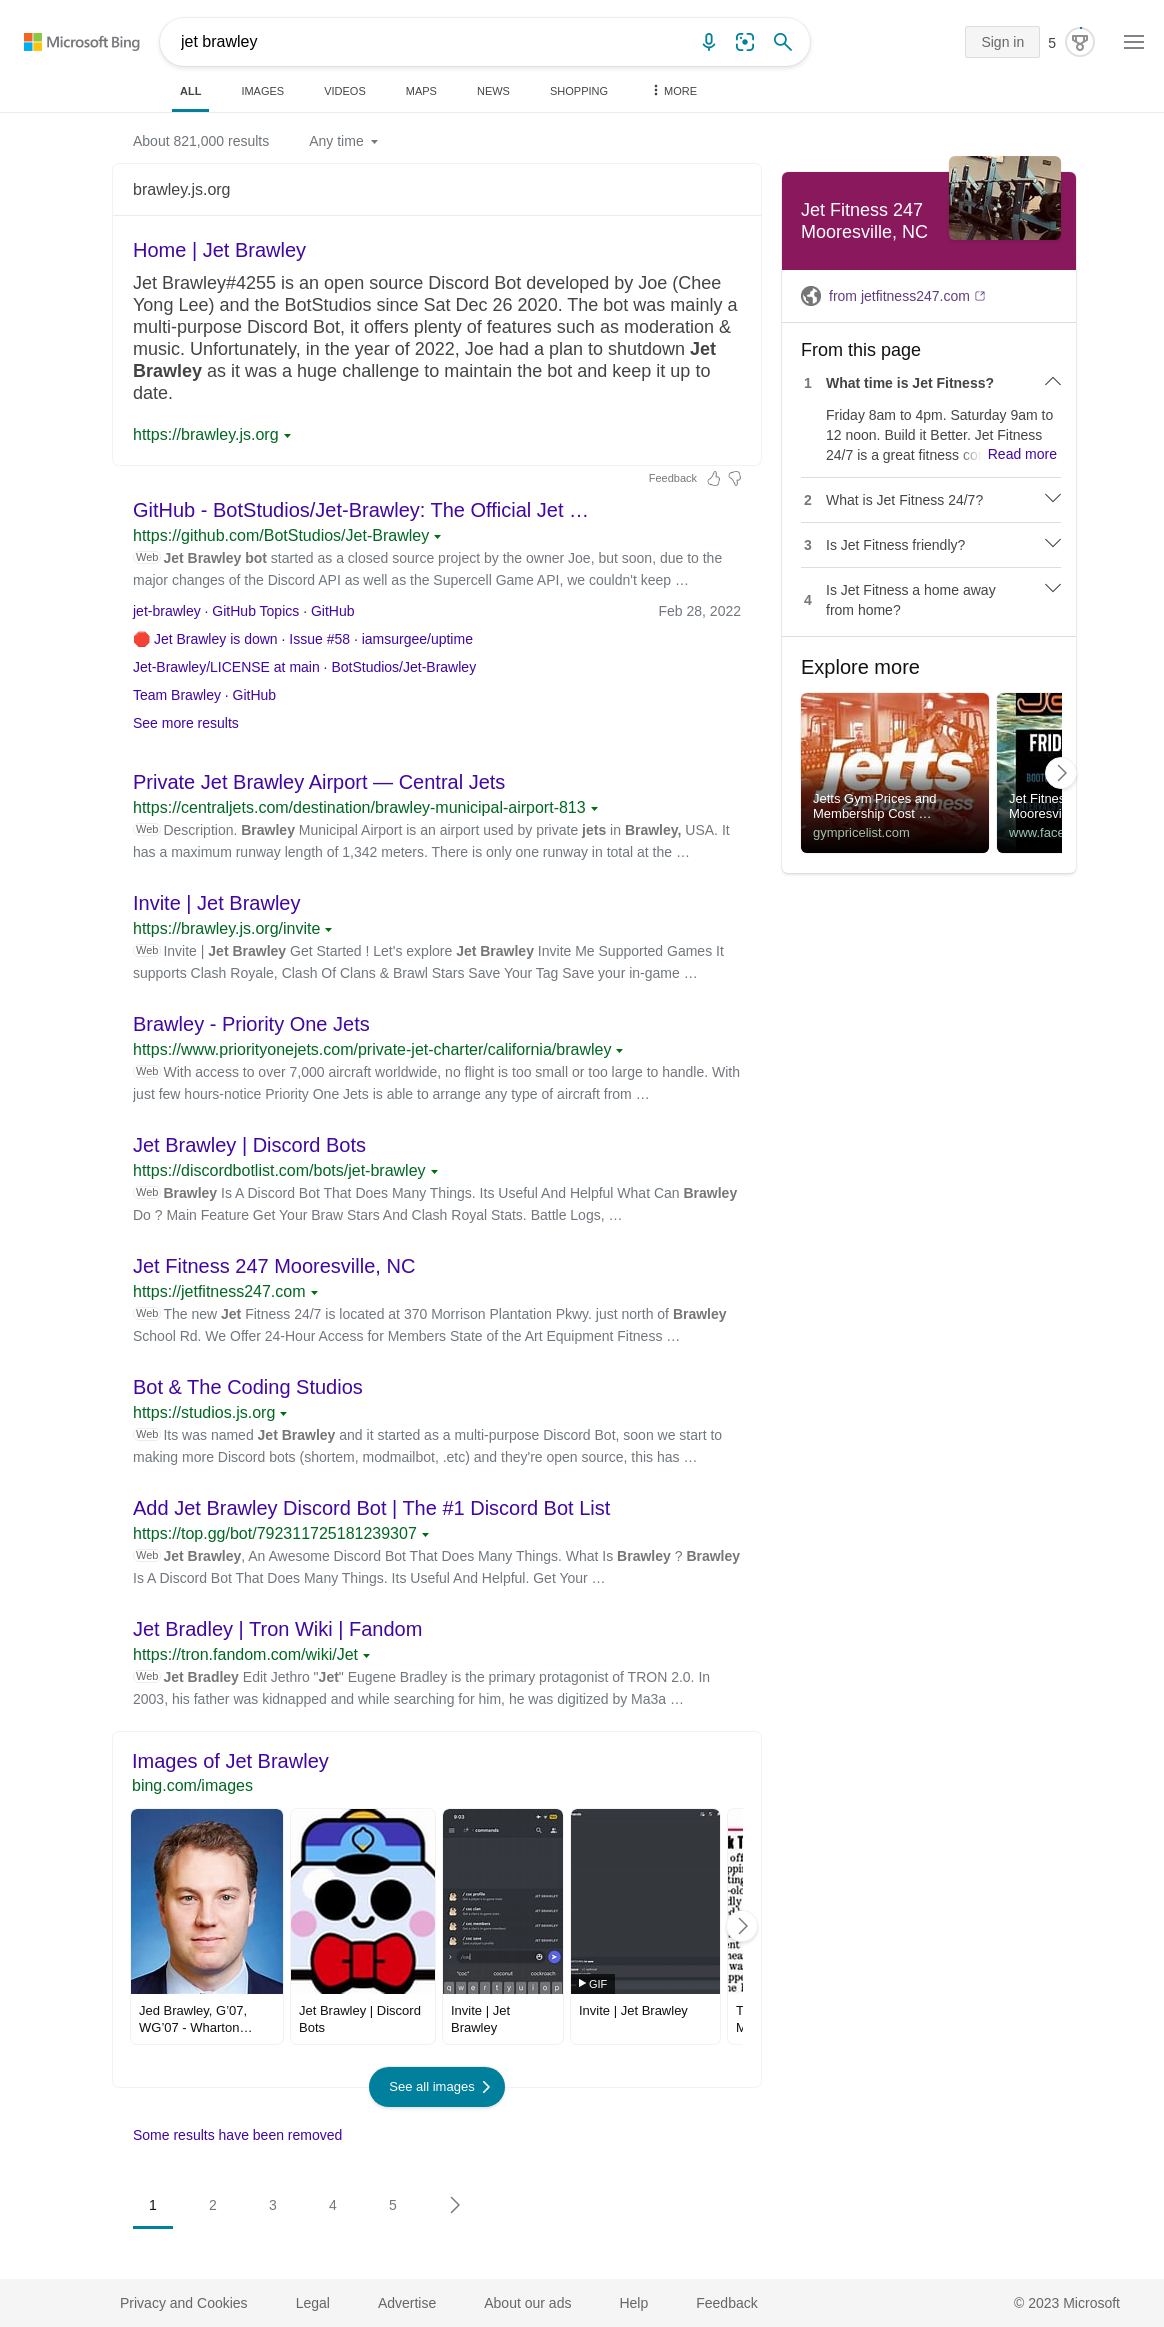 Microsoft Bing
jet brawley
Sign in
5
ALL
IMAGES
VIDEOS
MAPS
NEWS
SHOPPING
MORE
About 821,000 results
Any time
brawley.js.org
Home | Jet Brawley
Jet Brawley#4255 is an open source Discord Bot developed by Joe (Chee
Yong Lee) and the BotStudios since Sat Dec 26 2020. The bot was mainly a
multi-purpose Discord Bot, it offers plenty of features such as moderation &
music. Unfortunately, in the year of 2022, Joe had a plan to shutdown Jet
Brawley as it was a huge challenge to maintain the bot and keep it up to
date.
https://brawley.js.org
Feedback
GitHub - BotStudios/Jet-Brawley: The Official Jet …
https://github.com/BotStudios/Jet-Brawley
Web Jet Brawley bot started as a closed source project by the owner Joe, but soon, due to the
major changes of the Discord API as well as the Supercell Game API, we couldn't keep …
jet-brawley · GitHub Topics · GitHub
Feb 28, 2022
Jet Brawley is down · Issue #58 · iamsurgee/uptime
Jet-Brawley/LICENSE at main · BotStudios/Jet-Brawley
Team Brawley · GitHub
See more results
Private Jet Brawley Airport — Central Jets
https://centraljets.com/destination/brawley-municipal-airport-813
Web Description. Brawley Municipal Airport is an airport used by private jets in Brawley, USA. It
has a maximum runway length of 1,342 meters. There is only one runway in total at the …
Invite | Jet Brawley
https://brawley.js.org/invite
Web Invite | Jet Brawley Get Started ! Let's explore Jet Brawley Invite Me Supported Games It
supports Clash Royale, Clash Of Clans & Brawl Stars Save Your Tag Save your in-game …
Brawley - Priority One Jets
https://www.priorityonejets.com/private-jet-charter/california/brawley
Web With access to over 7,000 aircraft worldwide, no flight is too small or too large to handle. With
just few hours-notice Priority One Jets is able to arrange any type of aircraft from …
Jet Brawley | Discord Bots
https://discordbotlist.com/bots/jet-brawley
Web Brawley Is A Discord Bot That Does Many Things. Its Useful And Helpful What Can Brawley
Do ? Main Feature Get Your Braw Stars And Clash Royal Stats. Battle Logs, …
Jet Fitness 247 Mooresville, NC
https://jetfitness247.com
Web The new Jet Fitness 24/7 is located at 370 Morrison Plantation Pkwy. just north of Brawley
School Rd. We Offer 24-Hour Access for Members State of the Art Equipment Fitness …
Bot & The Coding Studios
https://studios.js.org
Web Its was named Jet Brawley and it started as a multi-purpose Discord Bot, soon we start to
making more Discord bots (shortem, modmailbot, .etc) and they're open source, this has …
Add Jet Brawley Discord Bot | The #1 Discord Bot List
https://top.gg/bot/792311725181239307
Web Jet Brawley, An Awesome Discord Bot That Does Many Things. What Is Brawley ? Brawley
Is A Discord Bot That Does Many Things. Its Useful And Helpful. Get Your …
Jet Bradley | Tron Wiki | Fandom
https://tron.fandom.com/wiki/Jet
Web Jet Bradley Edit Jethro "Jet" Eugene Bradley is the primary protagonist of TRON 2.0. In
2003, his father was kidnapped and while searching for him, he was digitized by Ma3a …
Images of Jet Brawley
bing.com/images
9:03
commands
/ coc profile
/ coc clan
/ coc members
/ coc save
"coc" coconut cockroach
q w e r t y u i o p
GIF
Jed Brawley, G'07,
WG'07 - Wharton…
Jet Brawley | Discord
Bots
Invite | Jet
Brawley
Invite | Jet Brawley
See all images
Some results have been removed
1
2
3
4
5
Jet Fitness 247
Mooresville, NC
from jetfitness247.com
From this page
1 What time is Jet Fitness?
Friday 8am to 4pm. Saturday 9am to
12 noon. Build it Better. Jet Fitness
24/7 is a great fitness co Read more
2 What is Jet Fitness 24/7?
3 Is Jet Fitness friendly?
4 Is Jet Fitness a home away
from home?
Explore more
jetts
24 hour fitness
Jetts Gym Prices and
Membership Cost …
gympricelist.com
FRID
BOOT
Jet Fitnes
Mooresvi
www.face
Privacy and Cookies
Legal
Advertise
About our ads
Help
Feedback
© 2023 Microsoft